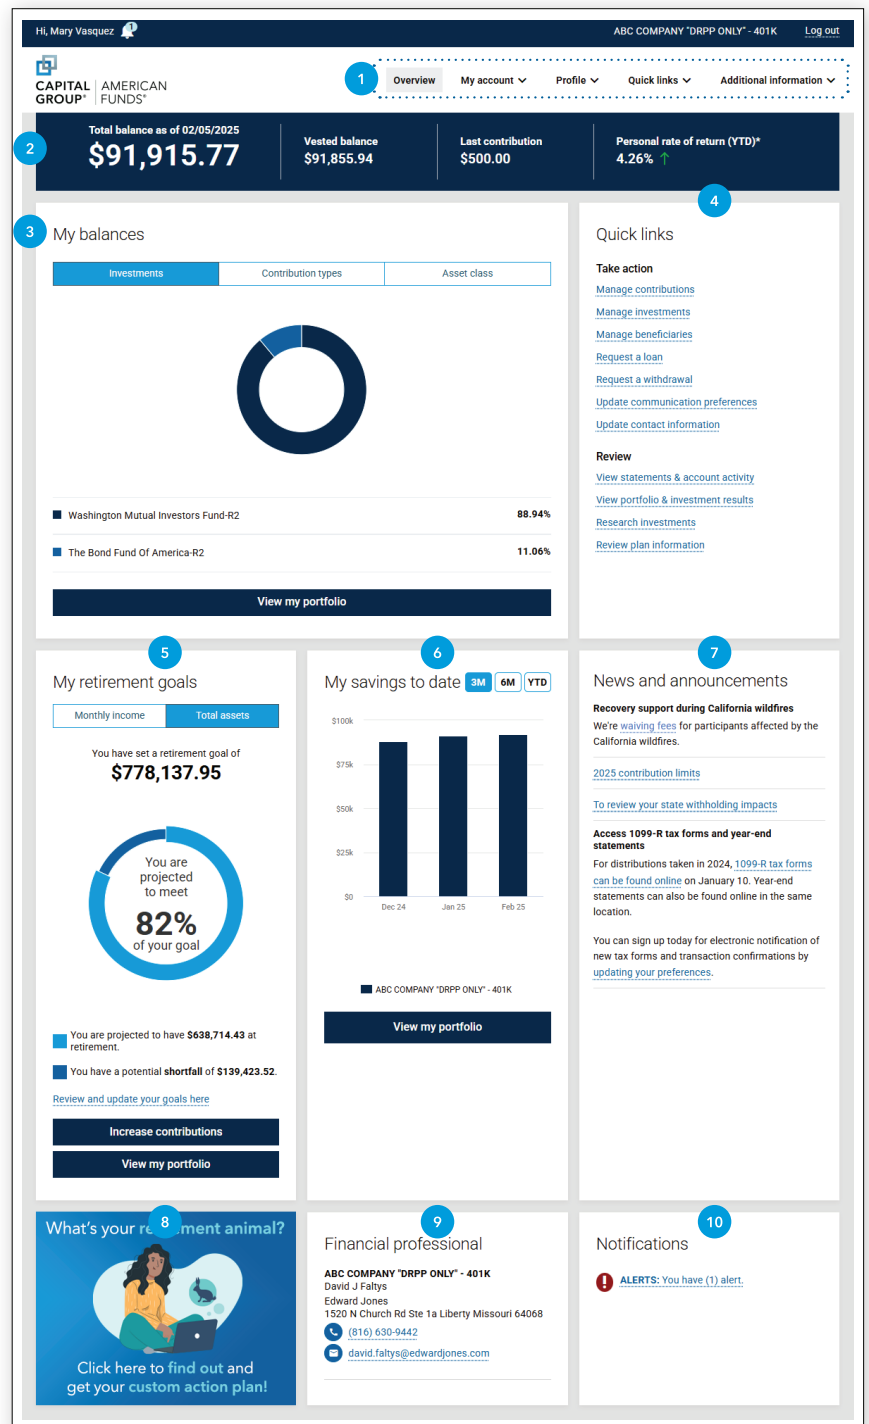 Hi, Mary Vasquez 1 ABC COMPANY "DRPP ONLY" - 401K Log out
CAPITAL GROUP® | AMERICAN FUNDS®
1 Overview My account Profile Quick links Additional information
2
Total balance as of 02/05/2025
$91,915.77
Vested balance
$91,855.94
Last contribution
$500.00
Personal rate of return (YTD)*
4.26% ↑
3
My balances
Investments Contribution types Asset class
Washington Mutual Investors Fund-R2 88.94%
The Bond Fund Of America-R2 11.06%
View my portfolio
4
Quick links
Take action
Manage contributions
Manage investments
Manage beneficiaries
Request a loan
Request a withdrawal
Update communication preferences
Update contact information
Review
View statements & account activity
View portfolio & investment results
Research investments
Review plan information
5
My retirement goals
Monthly income Total assets
You have set a retirement goal of
$778,137.95
You are
projected
to meet
82%
of your goal
You are projected to have $638,714.43 at
retirement.
You have a potential shortfall of $139,423.52.
Review and update your goals here
Increase contributions
View my portfolio
6
My savings to date 3M 6M YTD
$100k
$75k
$50k
$25k
$0
Dec 24 Jan 25 Feb 25
ABC COMPANY "DRPP ONLY" - 401K
View my portfolio
7
News and announcements
Recovery support during California wildfires
We're waiving fees for participants affected by the
California wildfires.
2025 contribution limits
To review your state withholding impacts
Access 1099-R tax forms and year-end
statements
For distributions taken in 2024, 1099-R tax forms
can be found online on January 10. Year-end
statements can also be found online in the same
location.
You can sign up today for electronic notification of
new tax forms and transaction confirmations by
updating your preferences.
8
What's your re ment animal?
Click here to find out and
get your custom action plan!
9
Financial professional
ABC COMPANY "DRPP ONLY" - 401K
David J Faltys
Edward Jones
1520 N Church Rd Ste 1a Liberty Missouri 64068
(816) 630-9442
david.faltys@edwardjones.com
10
Notifications
ALERTS: You have (1) alert.